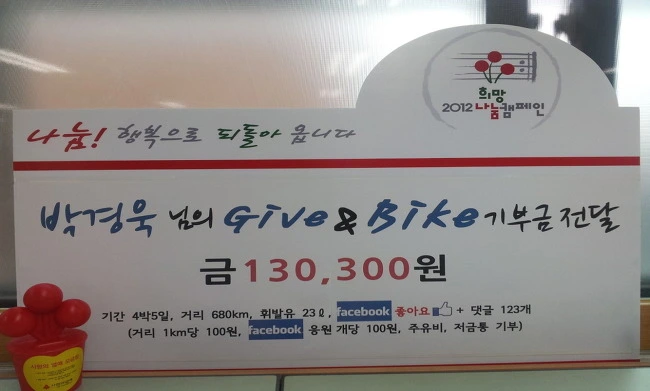 희망
2012 나눔캠페인
나눔! 행복으로 되돌아 옵니다
박경욱 님의 Give & Bike 기부금 전달
금130,300원
기간 4박5일, 거리 680km, 휘발유 23ℓ, facebook 좋아요 + 댓글 123개
(거리 1km당 100원, facebook 응원 개당 100원, 주유비, 저금통 기부)